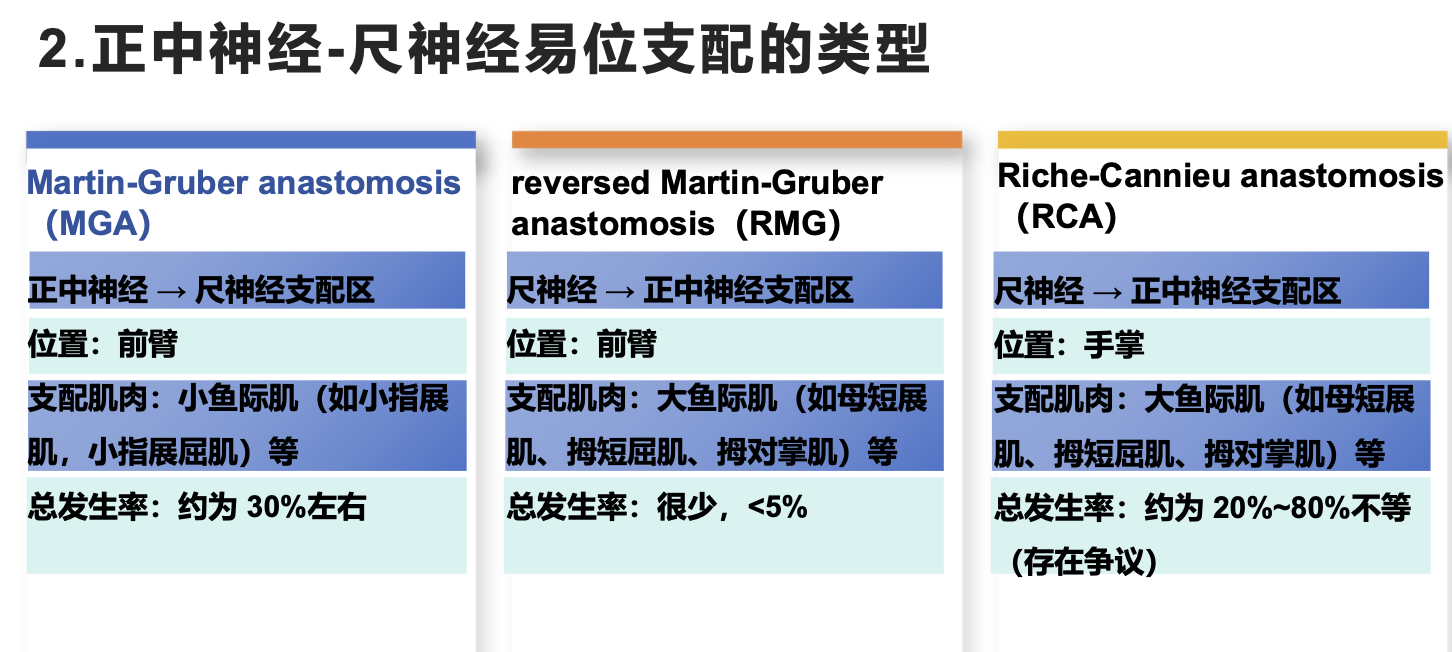 2.正中神经-尺神经易位支配的类型
Martin-Gruber anastomosis
（MGA）
正中神经 → 尺神经支配区
位置：前臂
支配肌肉：小鱼际肌（如小指展
肌，小指展屈肌）等
总发生率：约为 30%左右
reversed Martin-Gruber
anastomosis（RMG）
尺神经 → 正中神经支配区
位置：前臂
支配肌肉：大鱼际肌（如母短展
肌、拇短屈肌、拇对掌肌）等
总发生率：很少，<5%
Riche-Cannieu anastomosis
（RCA）
尺神经 → 正中神经支配区
位置：手掌
支配肌肉：大鱼际肌（如母短展
肌、拇短屈肌、拇对掌肌）等
总发生率：约为 20%~80%不等
（存在争议）